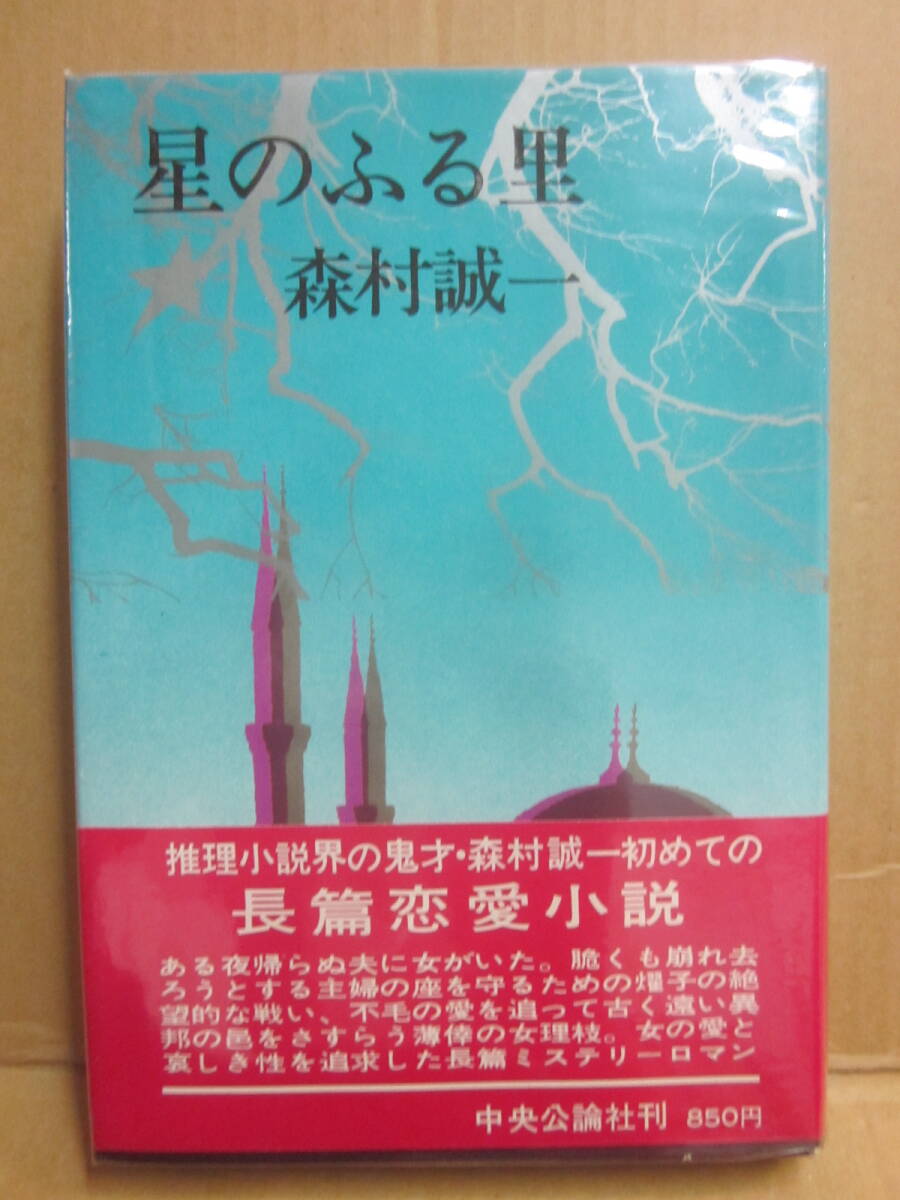 星のふる里
森村誠一
推理小説界の鬼才・森村誠一初めての
長篇恋愛小説
ある夜帰らぬ夫に女がいた。脆くも崩れ去
ろうとする主婦の座を守るための燿子の絶
望的な戦い、不毛の愛を追って古く遠い異
邦の邑をさすらう薄倖の女理枝。女の愛と
哀しき性を追求した長篇ミステリーロマン
中央公論社刊 850円